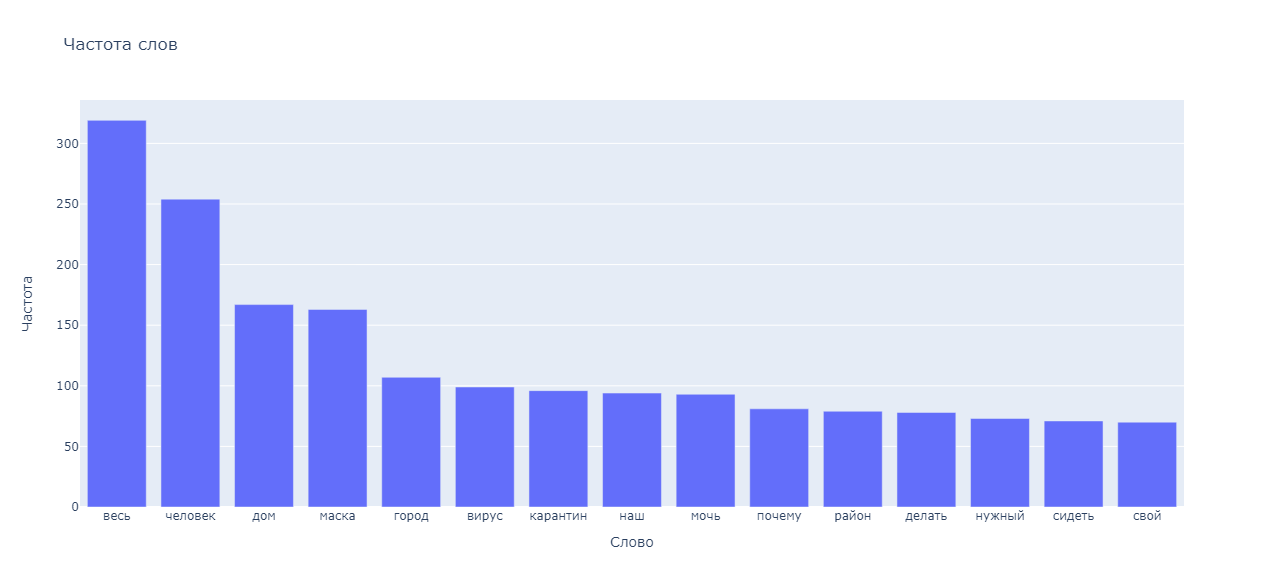 Частота слов
Частота
300
250
200
150
100
50
0
весь человек дом маска город вирус карантин наш мочь почему район делать нужный сидеть свой
Слово